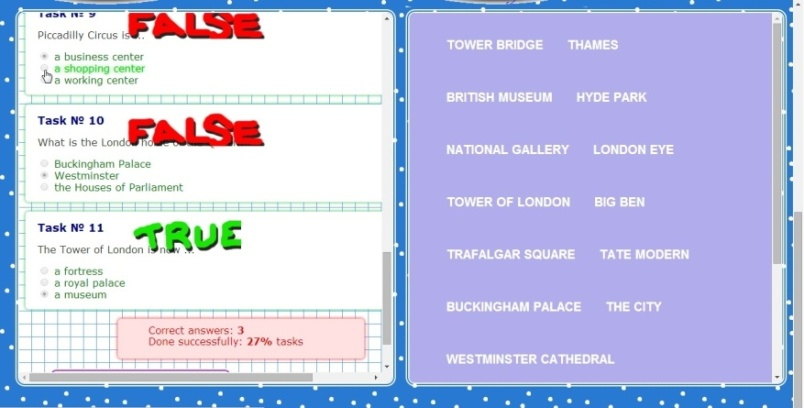 Task № 9
FALSE
Piccadilly Circus is ...
a business center
a shopping center
a working center
Task № 10
FALSE
What is the London home of the
Buckingham Palace
Westminster
the Houses of Parliament
Task № 11
TRUE
The Tower of London is now ...
a fortress
a royal palace
a museum
Correct answers: 3
Done successfully: 27% tasks
TOWER BRIDGE THAMES
BRITISH MUSEUM HYDE PARK
NATIONAL GALLERY LONDON EYE
TOWER OF LONDON BIG BEN
TRAFALGAR SQUARE TATE MODERN
BUCKINGHAM PALACE THE CITY
WESTMINSTER CATHEDRAL